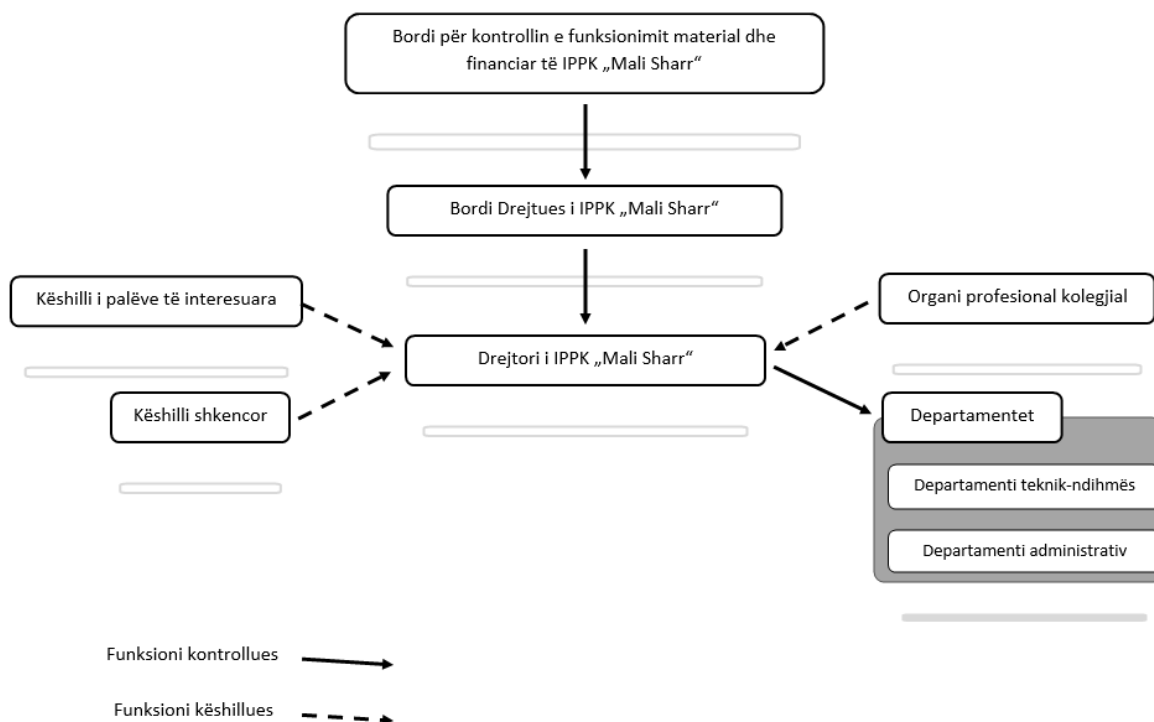 Bordi për kontrollin e funksionimit material dhe
financiar të IPPK „Mali Sharr“
Bordi Drejtues i IPPK „Mali Sharr“
Këshilli i palëve të interesuara
Organi profesional kolegjial
Drejtori i IPPK „Mali Sharr“
Këshilli shkencor
Departamentet
Departamenti teknik-ndihmës
Departamenti administrativ
Funksioni kontrollues
Funksioni këshillues